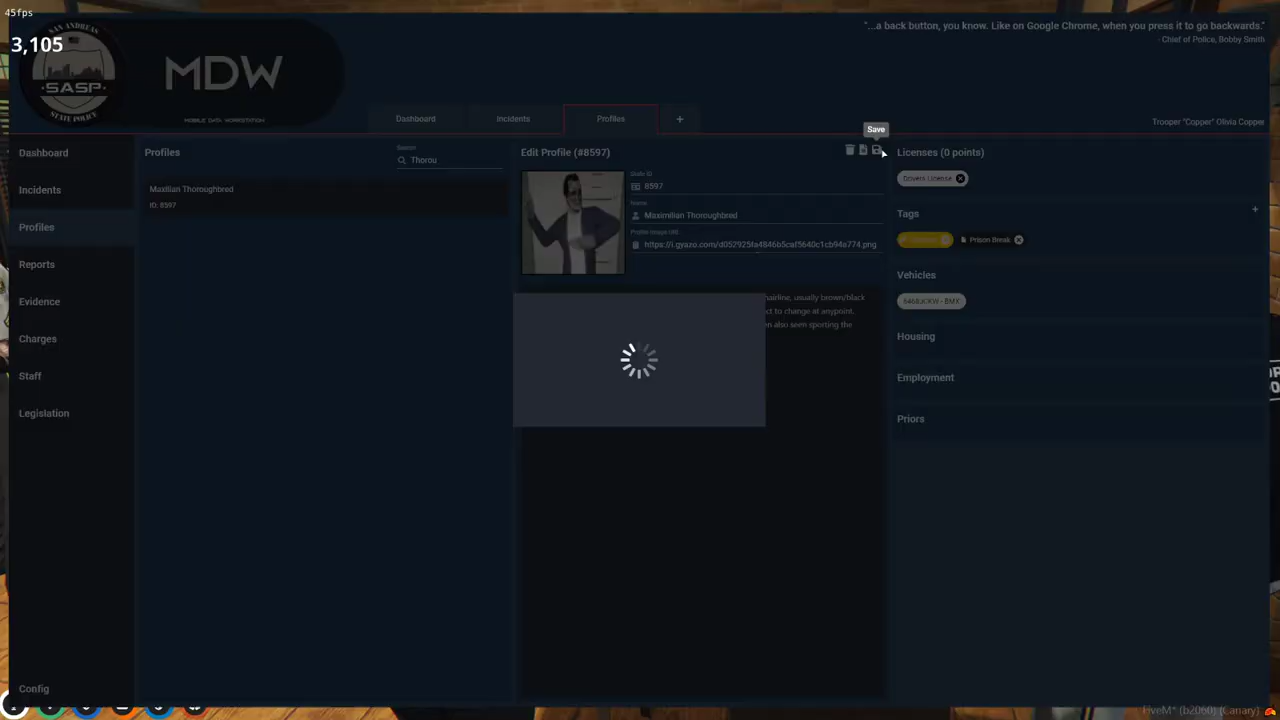 45fps
3,105
SAN ANDREAS
SASP
STATE POLICE
MDW
MOBILE DATA WORKSTATION
"...a back button, you know. Like on Google Chrome, when you press it to go backwards."
- Chief of Police, Bobby Smith
Dashboard
Incidents
Profiles
+
Trooper "Copper" Olivia Copper
Dashboard
Incidents
Profiles
Reports
Evidence
Charges
Staff
Legislation
Config
Profiles
Search
Thorou
Maxilian Thoroughbred
ID: 8597
Edit Profile (#8597)
Save
State ID
8597
Name
Maximilian Thoroughbred
Profile Image URL
https://i.gyazo.com/d052925fa4846b5caf5640c1cb94a774.png
hairline, usually brown/black
ct to change at anypoint.
n also seen sporting the
Licenses (0 points)
Drivers License
Tags
+
Prison Break
Vehicles
- BMX
Housing
Employment
Priors
FiveM* (b2060) (Canary)